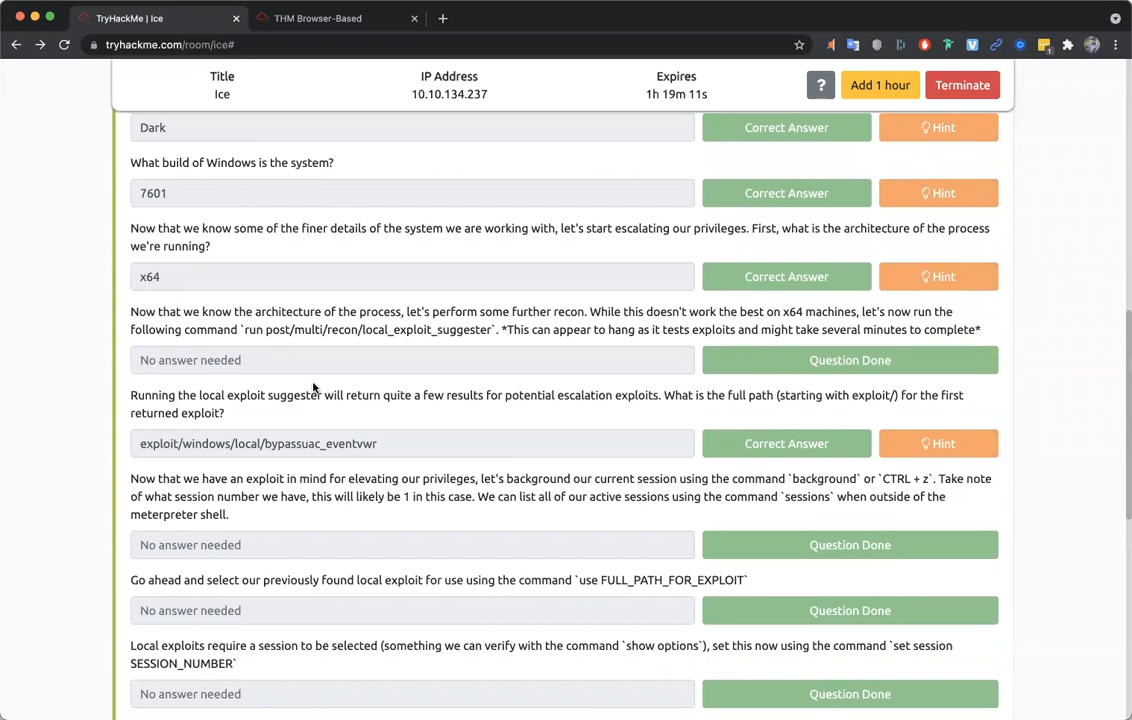 TryHackMe | Ice
THM Browser-Based
tryhackme.com/room/ice#
1
Title
IP Address
Expires
Ice
10.10.134.237
1h 19m 11s
?
Add 1 hour
Terminate
Dark
Correct Answer
Hint
What build of Windows is the system?
7601
Correct Answer
Hint
Now that we know some of the finer details of the system we are working with, let's start escalating our privileges. First, what is the architecture of the process
we're running?
x64
Correct Answer
Hint
Now that we know the architecture of the process, let's perform some further recon. While this doesn't work the best on x64 machines, let's now run the
following command `run post/multi/recon/local_exploit_suggester`. *This can appear to hang as it tests exploits and might take several minutes to complete*
No answer needed
Question Done
Running the local exploit suggester will return quite a few results for potential escalation exploits. What is the full path (starting with exploit/) for the first
returned exploit?
exploit/windows/local/bypassuac_eventvwr
Correct Answer
Hint
Now that we have an exploit in mind for elevating our privileges, let's background our current session using the command `background` or `CTRL + z`. Take note
of what session number we have, this will likely be 1 in this case. We can list all of our active sessions using the command `sessions` when outside of the
meterpreter shell.
No answer needed
Question Done
Go ahead and select our previously found local exploit for use using the command `use FULL_PATH_FOR_EXPLOIT`
No answer needed
Question Done
Local exploits require a session to be selected (something we can verify with the command `show options`), set this now using the command `set session
SESSION_NUMBER`
No answer needed
Question Done